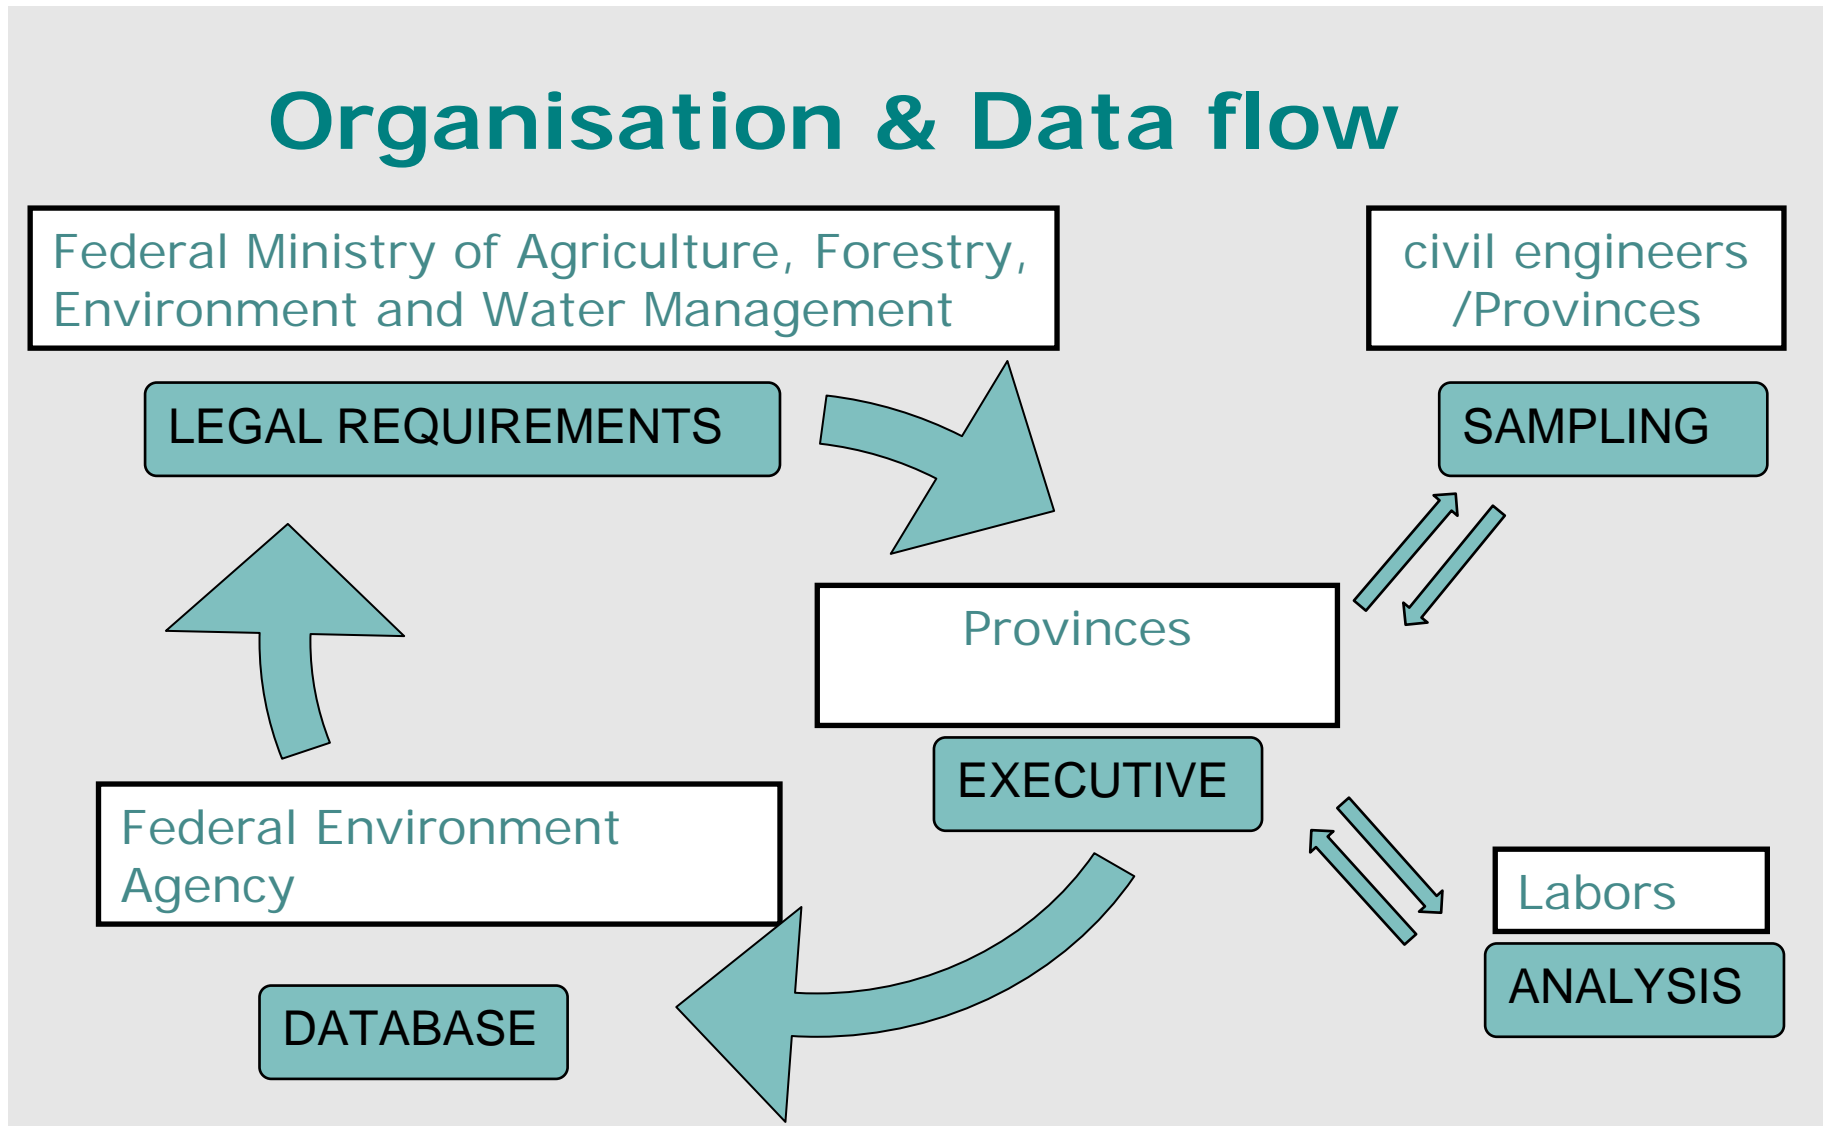 Organisation & Data flow
Federal Ministry of Agriculture, Forestry,
Environment and Water Management
LEGAL REQUIREMENTS
civil engineers
/Provinces
SAMPLING
Provinces
EXECUTIVE
Federal Environment
Agency
DATABASE
Labors
ANALYSIS